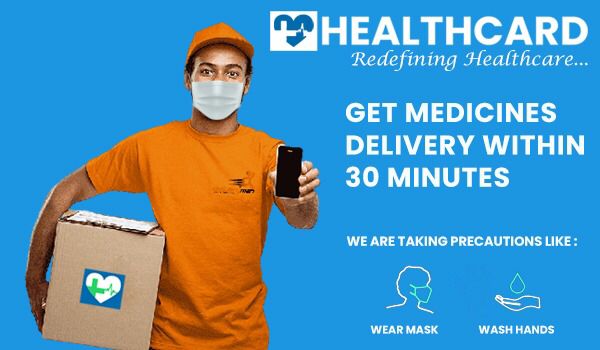 HEALTHCARD
Redefining Healthcare...
GET MEDICINES
DELIVERY WITHIN
30 MINUTES
WE ARE TAKING PRECAUTIONS LIKE :
WEAR MASK
WASH HANDS